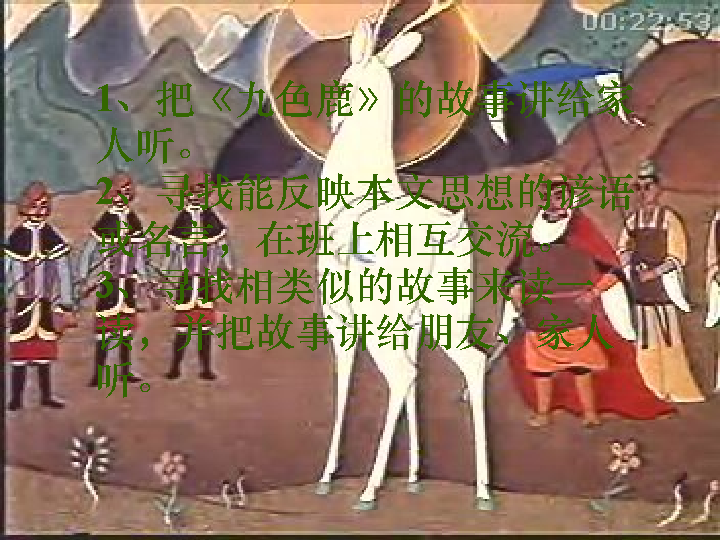 00:22:53
1、把《九色鹿》的故事讲给家
人听。
2、寻找能反映本文思想的谚语
或名言，在班上相互交流。
3、寻找相类似的故事来读一
读，并把故事讲给朋友、家人
听。